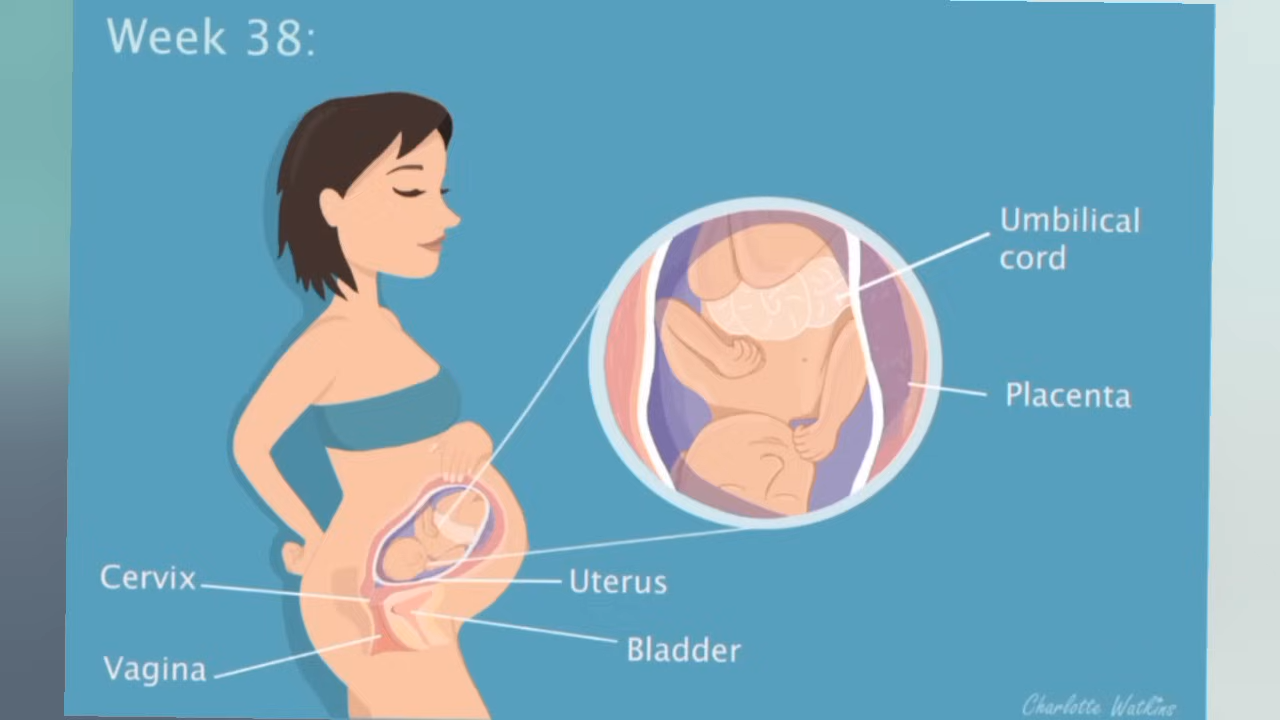 Week 38:
Umbilical
cord
Placenta
Cervix
Uterus
Bladder
Vagina
Charlotte Watkins